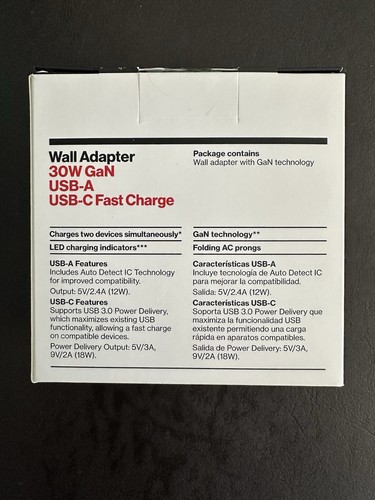 Wall Adapter
30W GaN
USB-A
USB-C Fast Charge
Package contains
Wall adapter with GaN technology
Charges two devices simultaneously*
GaN technology**
LED charging indicators***
Folding AC prongs
USB-A Features
Includes Auto Detect IC Technology
for improved compatibility.
Output: 5V/2.4A (12W).
USB-C Features
Supports USB 3.0 Power Delivery,
which maximizes existing USB
functionality, allowing a fast charge
on compatible devices.
Power Delivery Output: 5V/3A,
9V/2A (18W).
Características USB-A
Incluye tecnología de Auto Detect IC
para mejorar la compatibilidad.
Salida: 5V/2.4A (12W).
Características USB-C
Soporta USB 3.0 Power Delivery que
maximiza la funcionalidad USB
existente permitiendo una carga
rápida en aparatos compatibles.
Salida de Power Delivery: 5V/3A,
9V/2A (18W).